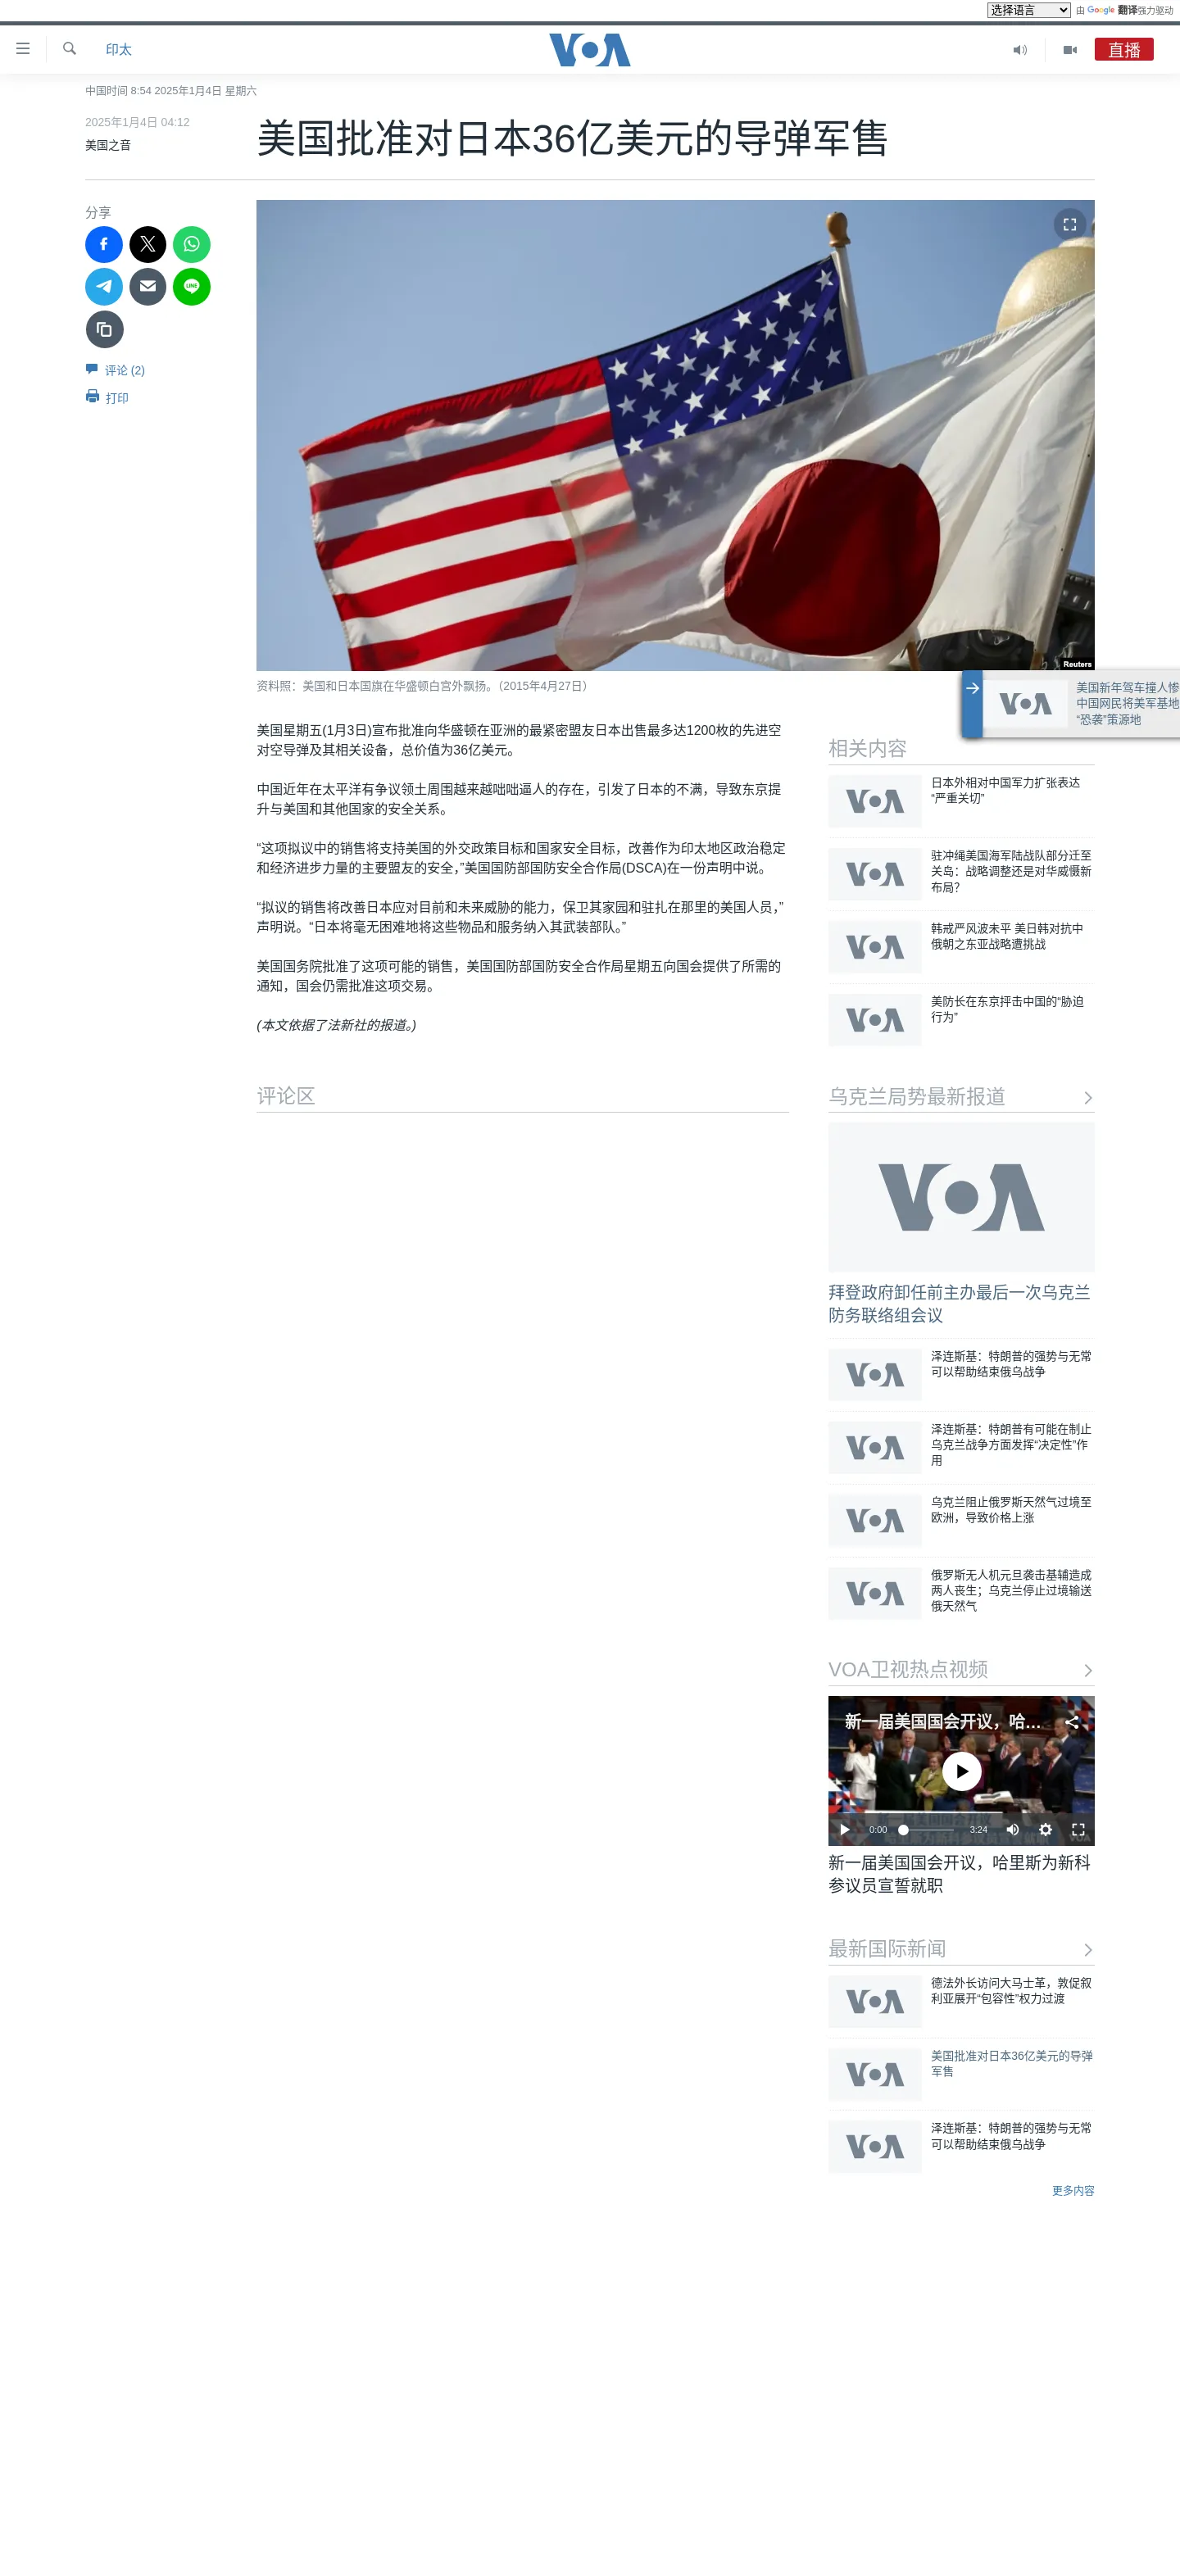 选择语言 由 Google 翻译强力驱动
印太
VOA
直播
中国时间 8:54 2025年1月4日 星期六
2025年1月4日 04:12
美国之音
美国批准对日本36亿美元的导弹军售
分享
LINE
评论 (2)
打印
Reuters
资料照：美国和日本国旗在华盛顿白宫外飘扬。（2015年4月27日）
美国星期五(1月3日)宣布批准向华盛顿在亚洲的最紧密盟友日本出售最多达1200枚的先进空
对空导弹及其相关设备，总价值为36亿美元。
中国近年在太平洋有争议领土周围越来越咄咄逼人的存在，引发了日本的不满，导致东京提
升与美国和其他国家的安全关系。
“这项拟议中的销售将支持美国的外交政策目标和国家安全目标，改善作为印太地区政治稳定
和经济进步力量的主要盟友的安全，”美国国防部国防安全合作局(DSCA)在一份声明中说。
“拟议的销售将改善日本应对目前和未来威胁的能力，保卫其家园和驻扎在那里的美国人员，”
声明说。“日本将毫无困难地将这些物品和服务纳入其武装部队。”
美国国务院批准了这项可能的销售，美国国防部国防安全合作局星期五向国会提供了所需的
通知，国会仍需批准这项交易。
(本文依据了法新社的报道。)
评论区
VOA
美国新年驾车撞人惨
中国网民将美军基地
“恐袭”策源地
相关内容
VOA
日本外相对中国军力扩张表达
“严重关切”
VOA
驻冲绳美国海军陆战队部分迁至
关岛：战略调整还是对华威慑新
布局？
VOA
韩戒严风波未平 美日韩对抗中
俄朝之东亚战略遭挑战
VOA
美防长在东京抨击中国的“胁迫
行为”
乌克兰局势最新报道
VOA
拜登政府卸任前主办最后一次乌克兰
防务联络组会议
VOA
泽连斯基：特朗普的强势与无常
可以帮助结束俄乌战争
VOA
泽连斯基：特朗普有可能在制止
乌克兰战争方面发挥“决定性”作
用
VOA
乌克兰阻止俄罗斯天然气过境至
欧洲，导致价格上涨
VOA
俄罗斯无人机元旦袭击基辅造成
两人丧生；乌克兰停止过境输送
俄天然气
VOA卫视热点视频
新一届美国国会开议，哈...
0:00 3:24
VOA
新一届美国国会开议，哈里斯为新科
参议员宣誓就职
最新国际新闻
VOA
德法外长访问大马士革，敦促叙
利亚展开“包容性”权力过渡
VOA
美国批准对日本36亿美元的导弹
军售
VOA
泽连斯基：特朗普的强势与无常
可以帮助结束俄乌战争
更多内容